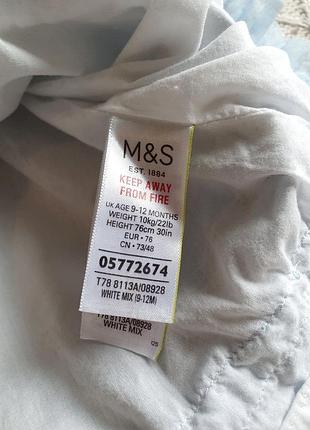 M&S
EST. 1884
KEEP AWAY
FROM FIRE
UK AGE 9-12 MONTHS
WEIGHT 10kg/22lb
HEIGHT 76cm 30in
EUR • 76
CN • 73/48
05772674
T78 8113A/08928
WHITE MIX (9-12M)
T78 8113A/08928
WHITE MIX